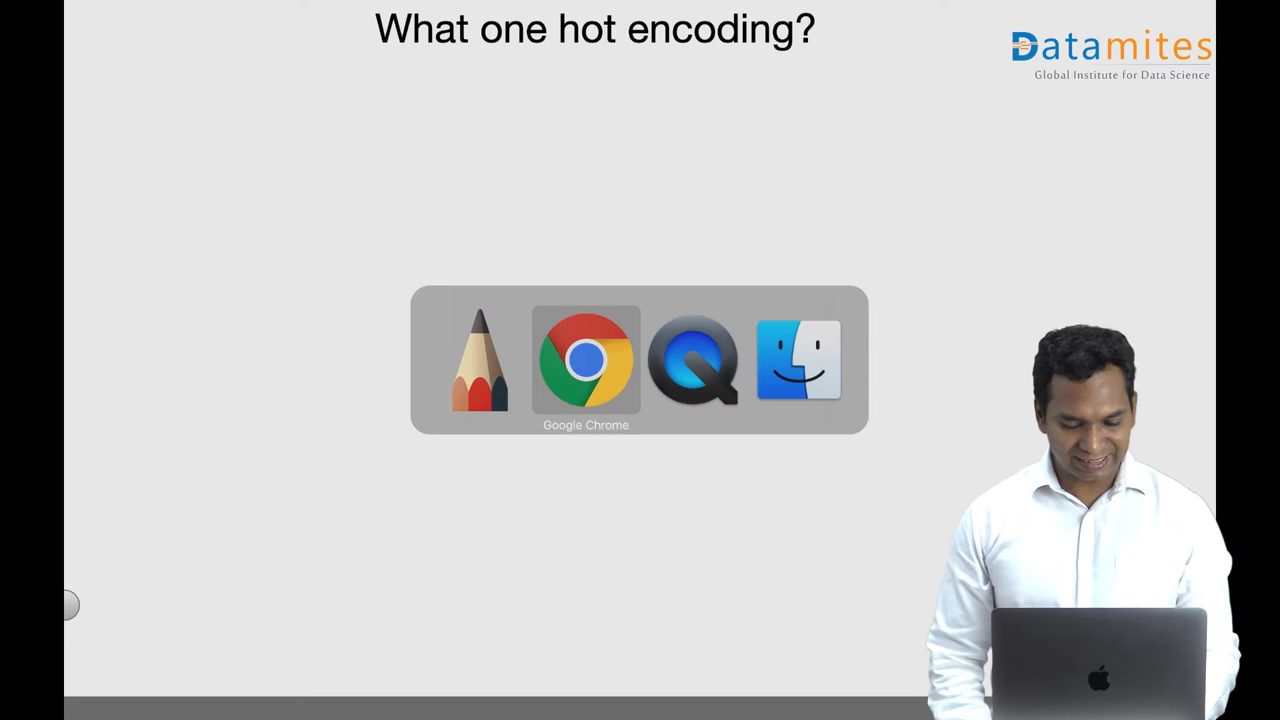 What one hot encoding?
Datamites
Global Institute for Data Science
Google Chrome